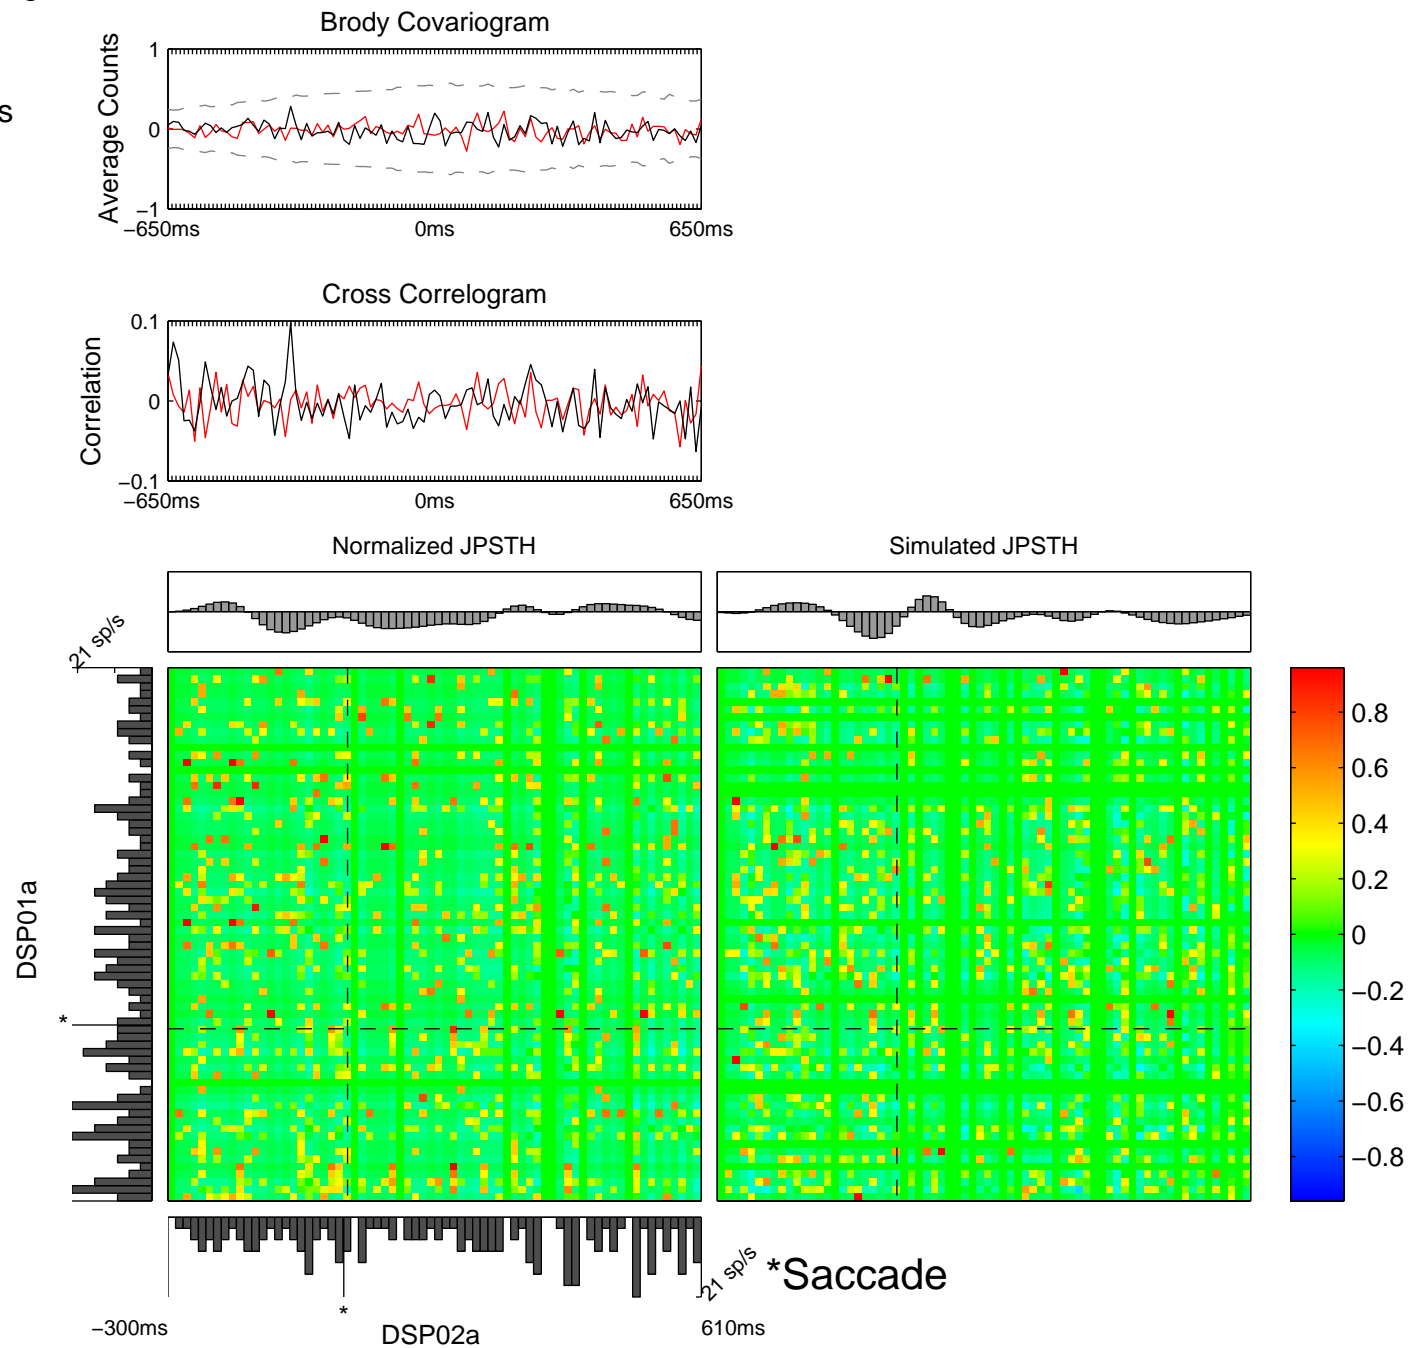 Brody Covariogram
Average Counts
1
0
−1
−650ms
0ms
650ms
s
Cross Correlogram
Correlation
0.1
0
−0.1
−650ms
0ms
650ms
Normalized JPSTH
Simulated JPSTH
21 sp/s
DSP01a
*
0.8
0.6
0.4
0.2
0
−0.2
−0.4
−0.6
−0.8
21 sp/s
*Saccade
*
−300ms
DSP02a
610ms